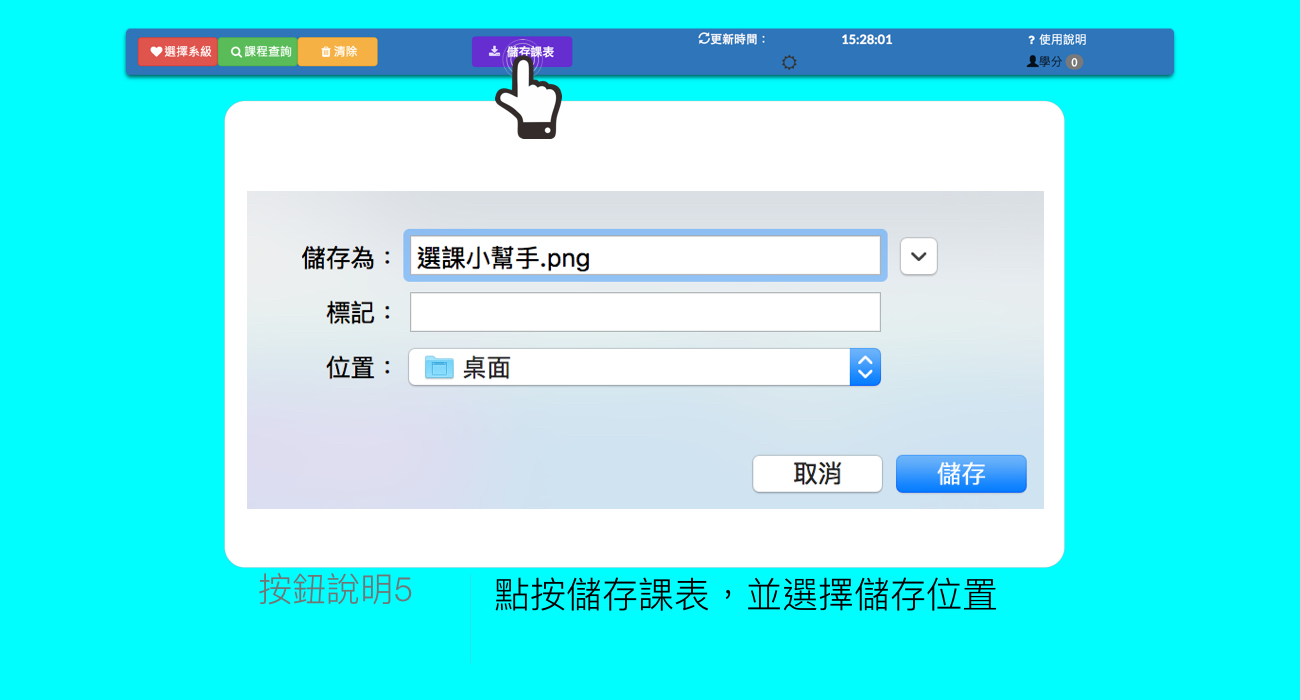 選擇系級 課程查詢 清除 儲存課表 更新時間： 15:28:01 ? 使用說明
學分 0
儲存為： 選課小幫手.png
標記：
位置： 桌面
取消 儲存
按鈕說明5
點按儲存課表，並選擇儲存位置